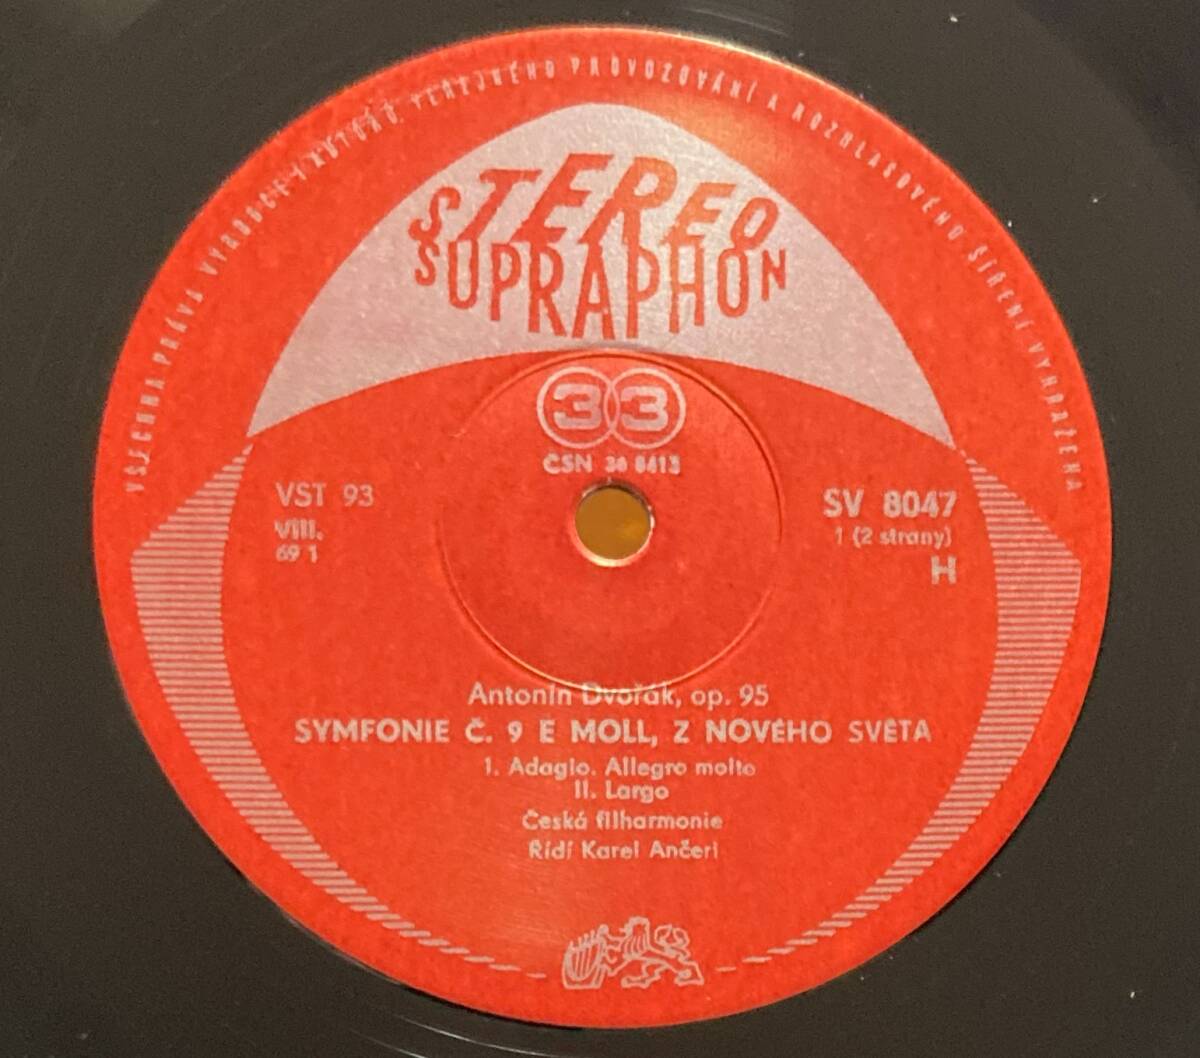 VŠECHNA PRÁVA VÝROBCE I AUTORŮ, VEŘEJNÉHO PROVOZOVÁNÍ A ROZHLASOVÉHO ŠÍŘENÍ VYHRAŽENA
STEREO
SUPRAPHON
33
ČSN 36 8413
VST 93
VIII.
69 1
SV 8047
1 (2 strany)
H
Antonín Dvořák, op. 95
SYMFONIE Č. 9 E MOLL, Z NOVÉHO SVĚTA
I. Adagio. Allegro molto
II. Largo
Česká filharmonie
Řídí Karel Ančerl